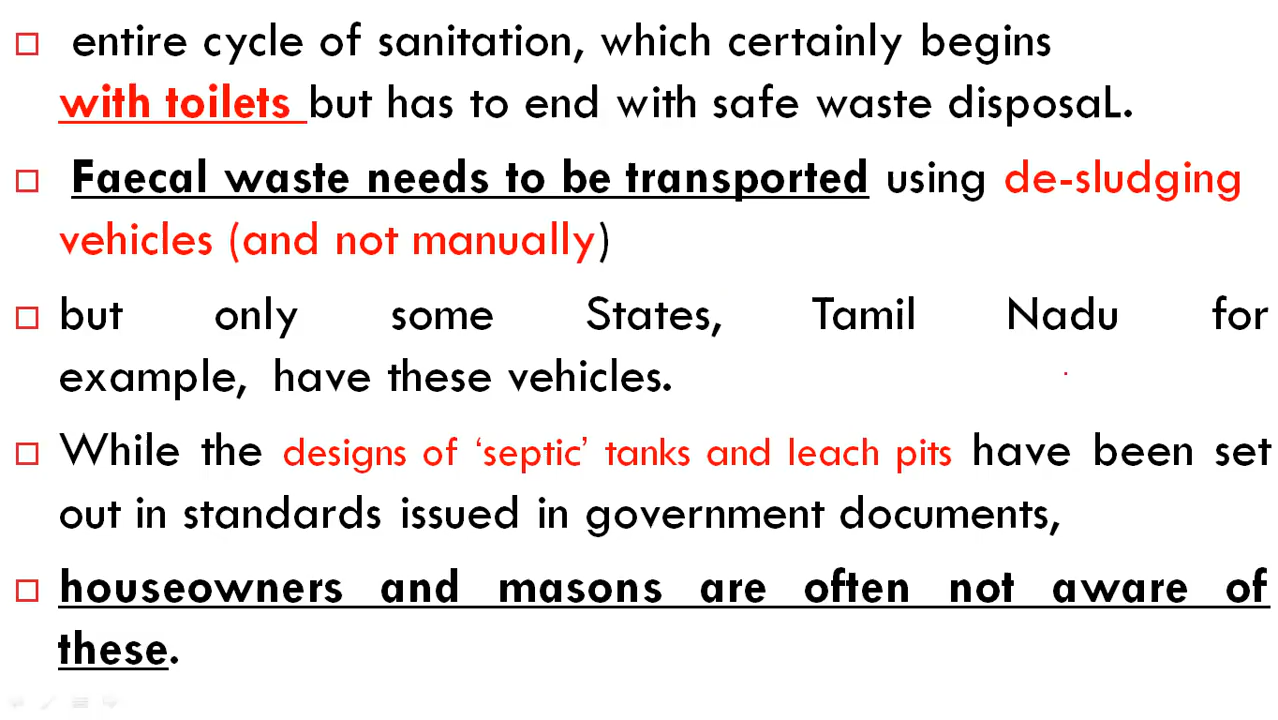 entire cycle of sanitation, which certainly begins
with toilets but has to end with safe waste disposaL.
Faecal waste needs to be transported using de-sludging
vehicles (and not manually)
but only some States, Tamil Nadu for
example, have these vehicles.
While the designs of ‘septic’ tanks and leach pits have been set
out in standards issued in government documents,
houseowners and masons are often not aware of
these.